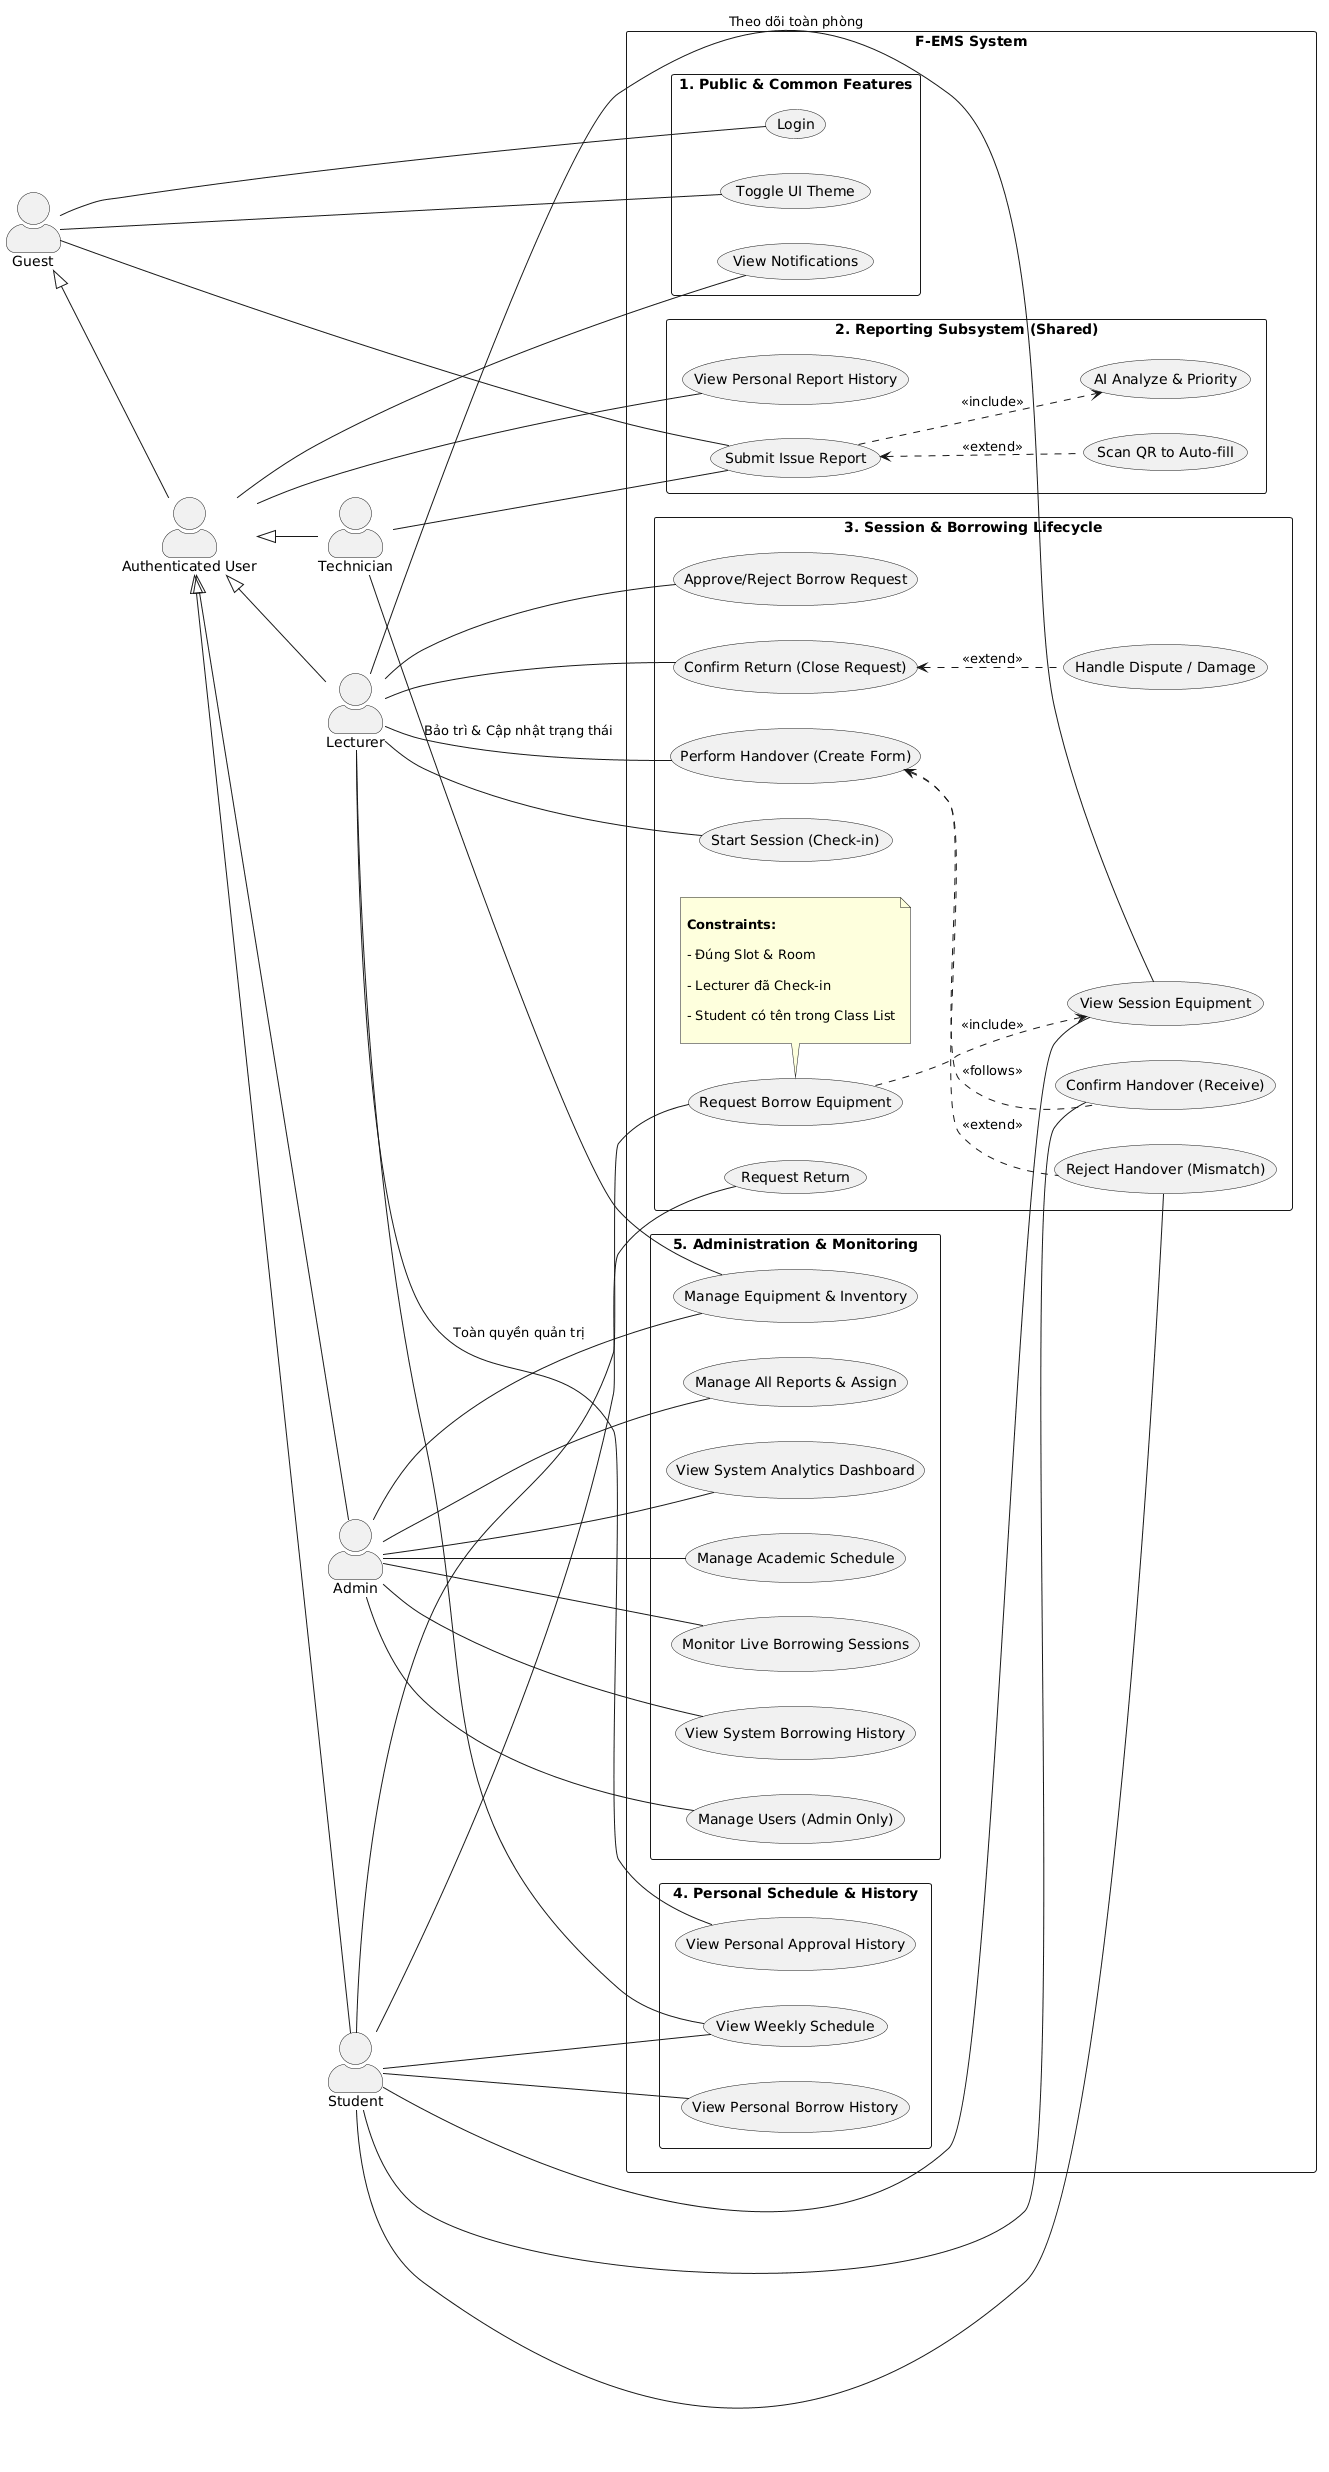 Theo dõi toàn phòng
F-EMS System
1. Public & Common Features
Login
Toggle UI Theme
View Notifications
Guest
2. Reporting Subsystem (Shared)
View Personal Report History
AI Analyze & Priority
«include»
Submit Issue Report
«extend»
Scan QR to Auto-fill
Authenticated User
Technician
3. Session & Borrowing Lifecycle
Approve/Reject Borrow Request
Confirm Return (Close Request)
«extend»
Handle Dispute / Damage
Lecturer
Bảo trì & Cập nhật trạng thái
Perform Handover (Create Form)
Start Session (Check-in)
Constraints:
- Đúng Slot & Room
- Lecturer đã Check-in
- Student có tên trong Class List
View Session Equipment
«include»
Request Borrow Equipment
«follows»
Confirm Handover (Receive)
«extend»
Request Return
Reject Handover (Mismatch)
5. Administration & Monitoring
Manage Equipment & Inventory
Toàn quyền quản trị
Manage All Reports & Assign
View System Analytics Dashboard
Admin
Manage Academic Schedule
Monitor Live Borrowing Sessions
View System Borrowing History
Manage Users (Admin Only)
4. Personal Schedule & History
View Personal Approval History
View Weekly Schedule
Student
View Personal Borrow History